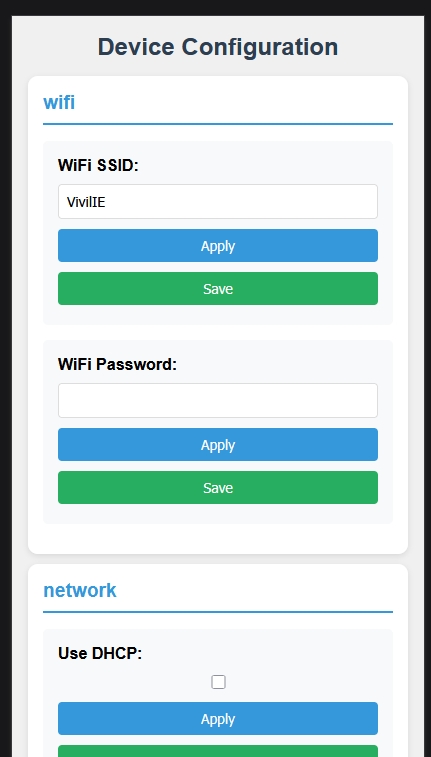 Device Configuration
wifi
WiFi SSID:
VivilIE
Apply
Save
WiFi Password:
Apply
Save
network
Use DHCP:
Apply